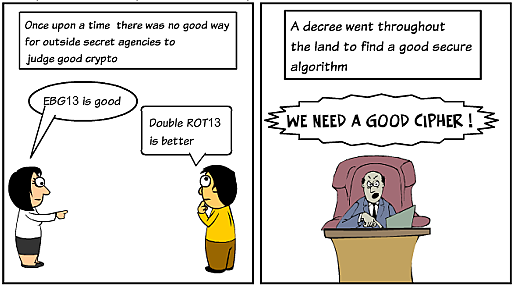 Once upon a time there was no good way
for outside secret agencies to
judge good crypto
EBG13 is good
Double ROT13
is better
A decree went throughout
the land to find a good secure
algorithm
WE NEED A GOOD CIPHER !